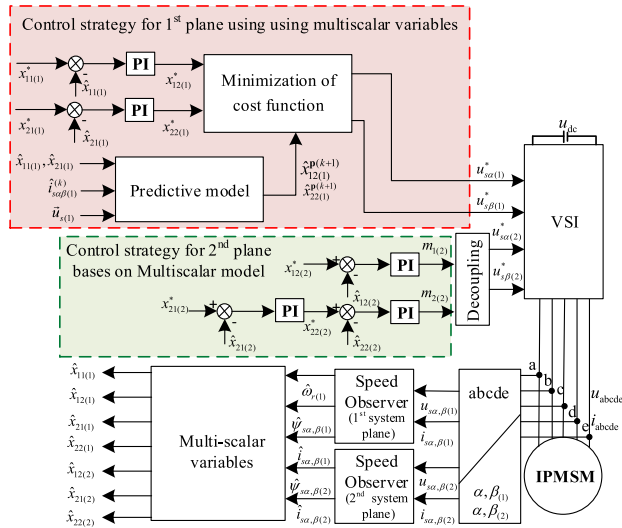 Control strategy for 1st plane using using multiscalar variables
x*11(1)
-
x̂11(1)
PI
x*12(1)
x*21(1)
-
x̂21(1)
PI
x*22(1)
Minimization of
cost function
x̂11(1), x̂21(1)
î(k)sαβ(1)
u⃗s(1)
Predictive model
x̂p(k+1)12(1)
x̂p(k+1)22(1)
udc
VSI
u*sα(1)
u*sβ(1)
u*sα(2)
u*sβ(2)
Control strategy for 2nd plane
bases on Multiscalar model
x*12(2)
+
-
x̂12(2)
PI
m1(2)
x*21(2)
+
-
x̂21(2)
PI
x*22(2)
+
-
x̂22(2)
PI
m2(2)
Decoupling
x̂11(1)
x̂12(1)
x̂21(1)
x̂22(1)
x̂12(2)
x̂21(2)
x̂22(2)
Multi-scalar
variables
ω̂r(1)
ψ̂sα,β(1)
îsα,β(1)
ψ̂sα,β(2)
îsα,β(2)
Speed
Observer
(1st system
plane)
Speed
Observer
(2nd system
plane)
usα,β(1)
isα,β(1)
usα,β(2)
isα,β(2)
abcde
α,β(1)
α,β(2)
a
b
c
d
e
uabcde
iabcde
IPMSM